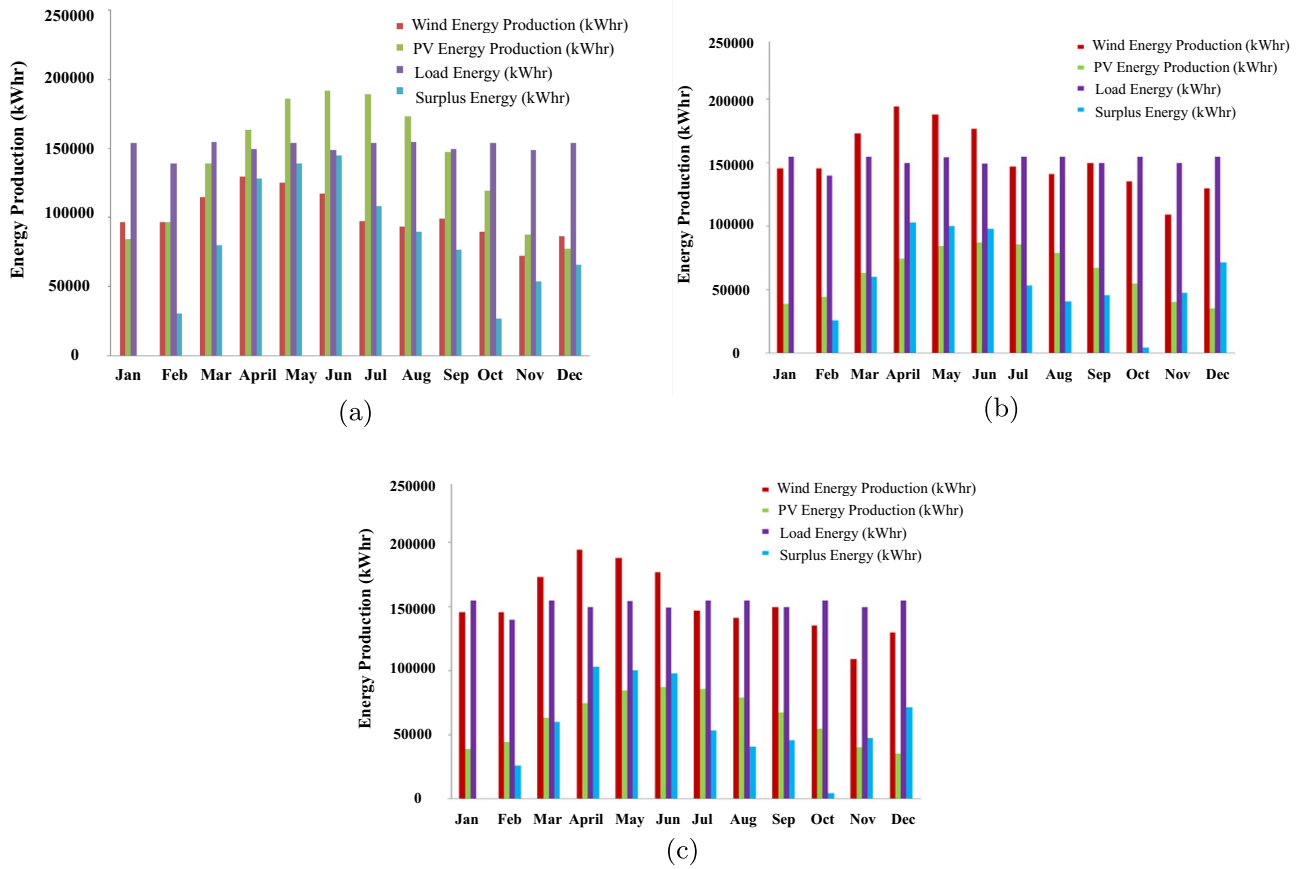 250000
200000
150000
100000
50000
0
Energy Production (kWhr)
Wind Energy Production (kWhr)
PV Energy Production (kWhr)
Load Energy (kWhr)
Surplus Energy (kWhr)
Jan Feb Mar April May Jun Jul Aug Sep Oct Nov Dec
(a)
250000
200000
150000
100000
50000
0
Energy Production (kWhr)
Wind Energy Production (kWhr)
PV Energy Production (kWhr)
Load Energy (kWhr)
Surplus Energy (kWhr)
Jan Feb Mar April May Jun Jul Aug Sep Oct Nov Dec
(b)
250000
200000
150000
100000
50000
0
Energy Production (kWhr)
Wind Energy Production (kWhr)
PV Energy Production (kWhr)
Load Energy (kWhr)
Surplus Energy (kWhr)
Jan Feb Mar April May Jun Jul Aug Sep Oct Nov Dec
(c)